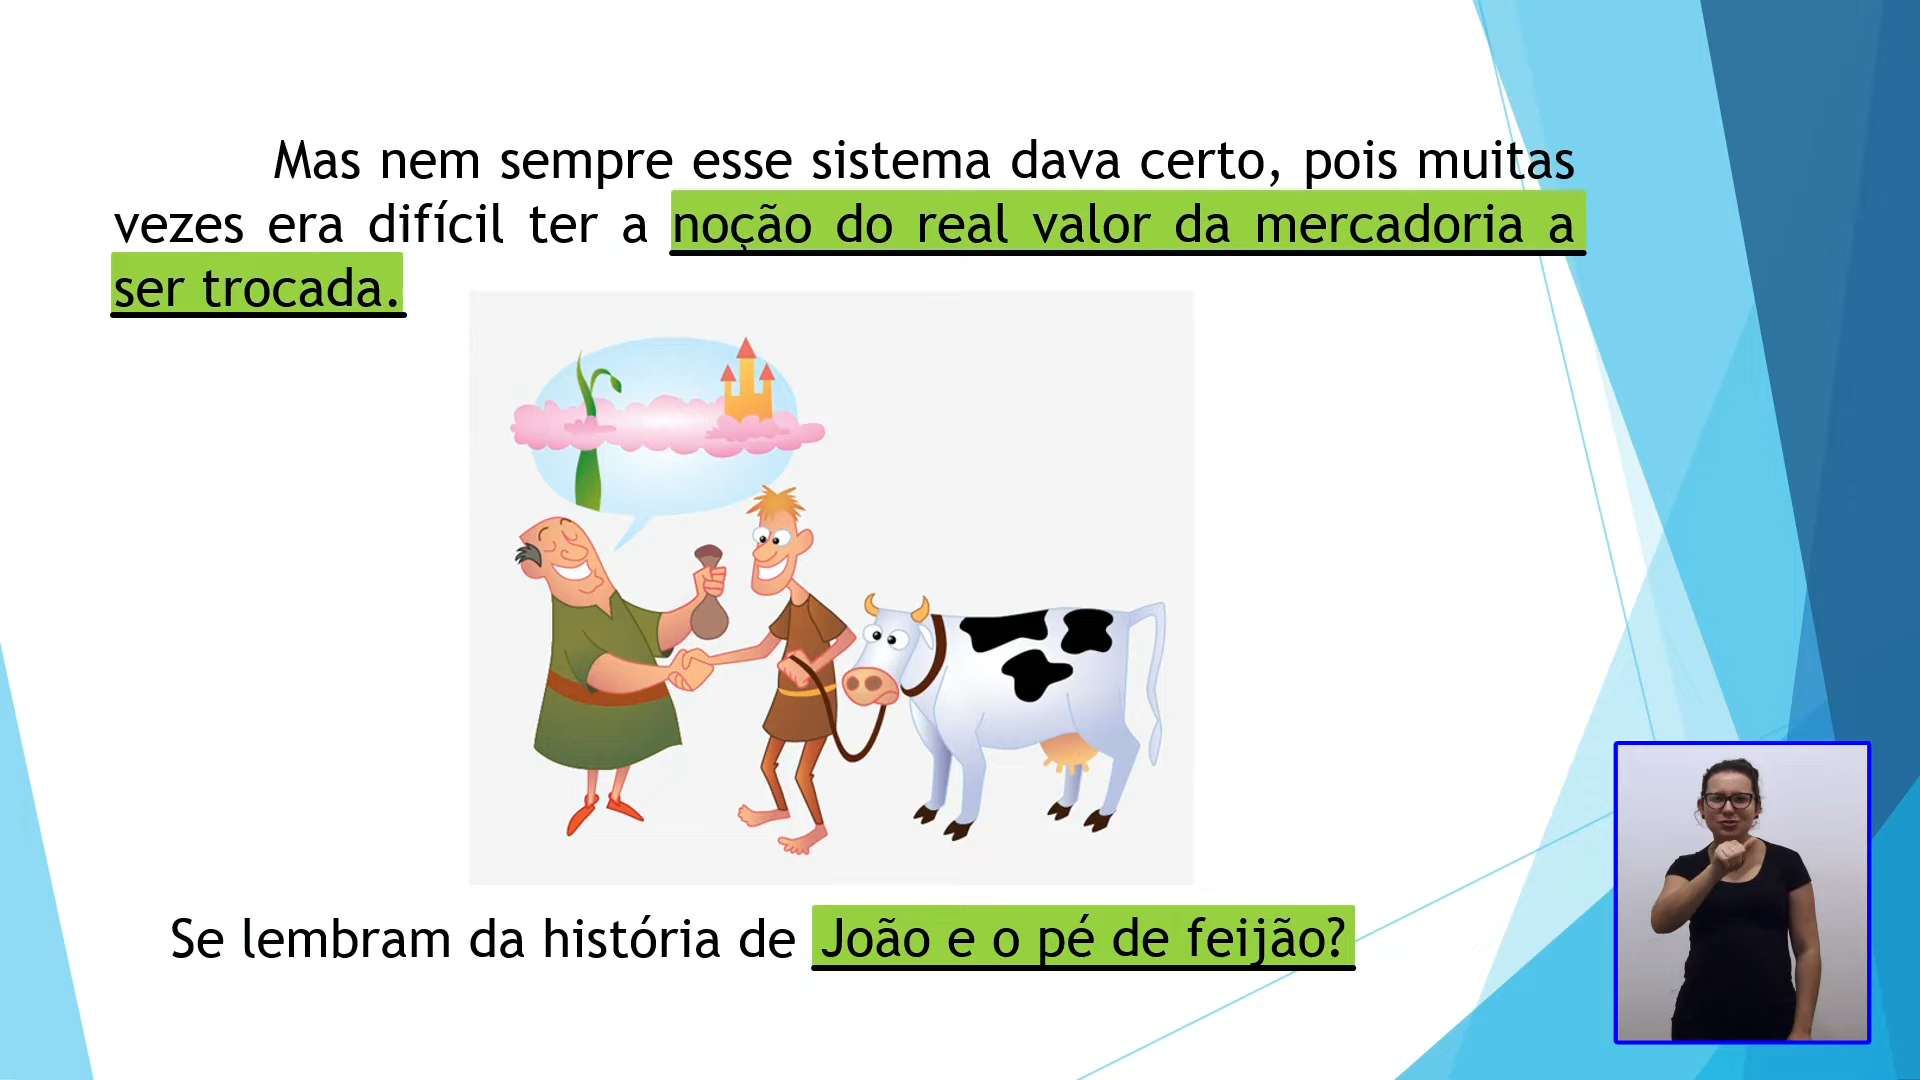 Mas nem sempre esse sistema dava certo, pois muitas
vezes era difícil ter a noção do real valor da mercadoria a
ser trocada.
Se lembram da história de João e o pé de feijão?